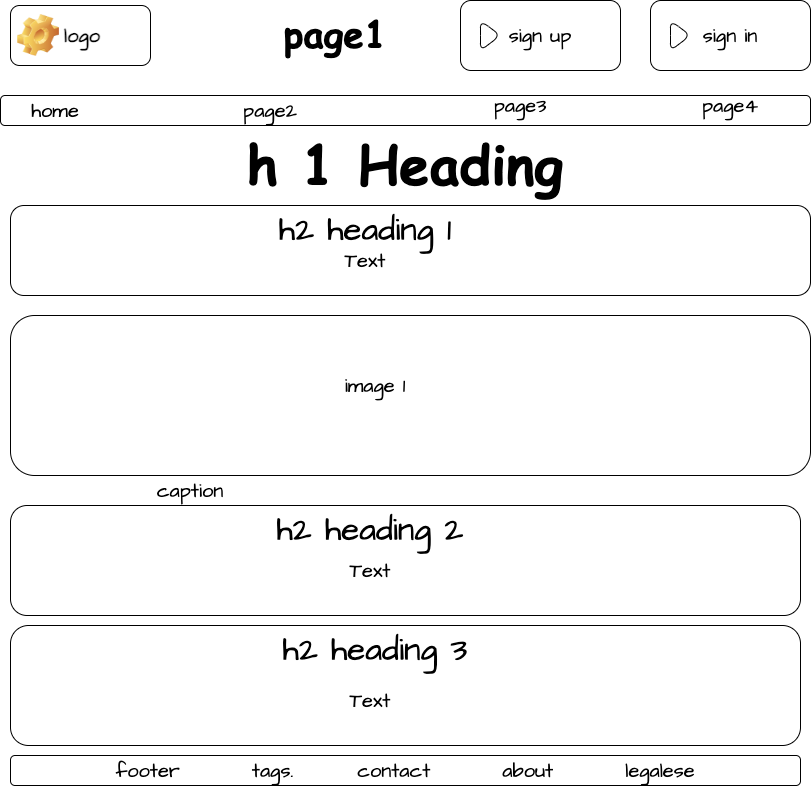 logo
page1
sign up
sign in
home
page2
page3
page4
h 1 Heading
h2 heading 1
Text
image 1
caption
h2 heading 2
Text
h2 heading 3
Text
footer
tags.
contact
about
legalese